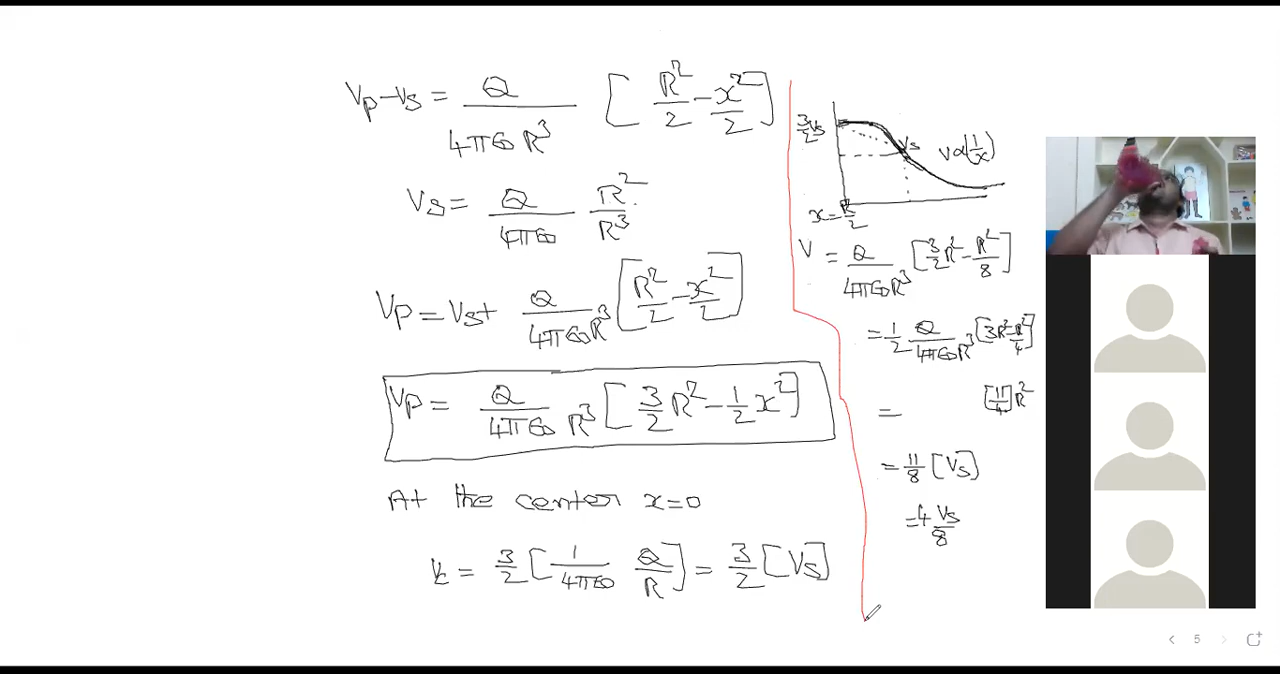 Vp-Vs = Q/4πϵ0R³ [R²/2 - x²/2]
Vs = Q/4πϵ0 R²/R³
Vp = Vs + Q/4πϵ0R³ [R²/2 - x²/2]
Vp = Q/4πϵ0R³ [3/2 R² - 1/2 x²]
At the center x=0
Vc = 3/2 [1/4πϵ0 Q/R] = 3/2 [Vs]
3/2 Vs
Vs
V∝(1/x)
x = R/2
V = Q/4πϵ0R³ [3/2 R² - R²/8]
= 1/2 Q/4πϵ0R³ [3R² - R²/4]
= [11/4] R²
= 11/8 [Vs]
5